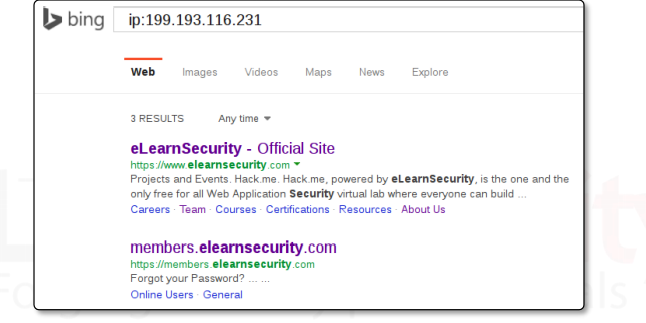 bing
ip:199.193.116.231
Web Images Videos Maps News Explore
3 RESULTS Any time
eLearnSecurity - Official Site
https://www.elearnsecurity.com
Projects and Events. Hack.me. Hack.me, powered by eLearnSecurity, is the one and the
only free for all Web Application Security virtual lab where everyone can build ...
Careers · Team · Courses · Certifications · Resources · About Us
members.elearnsecurity.com
https://members.elearnsecurity.com
Forgot your Password? ... ...
Online Users · General